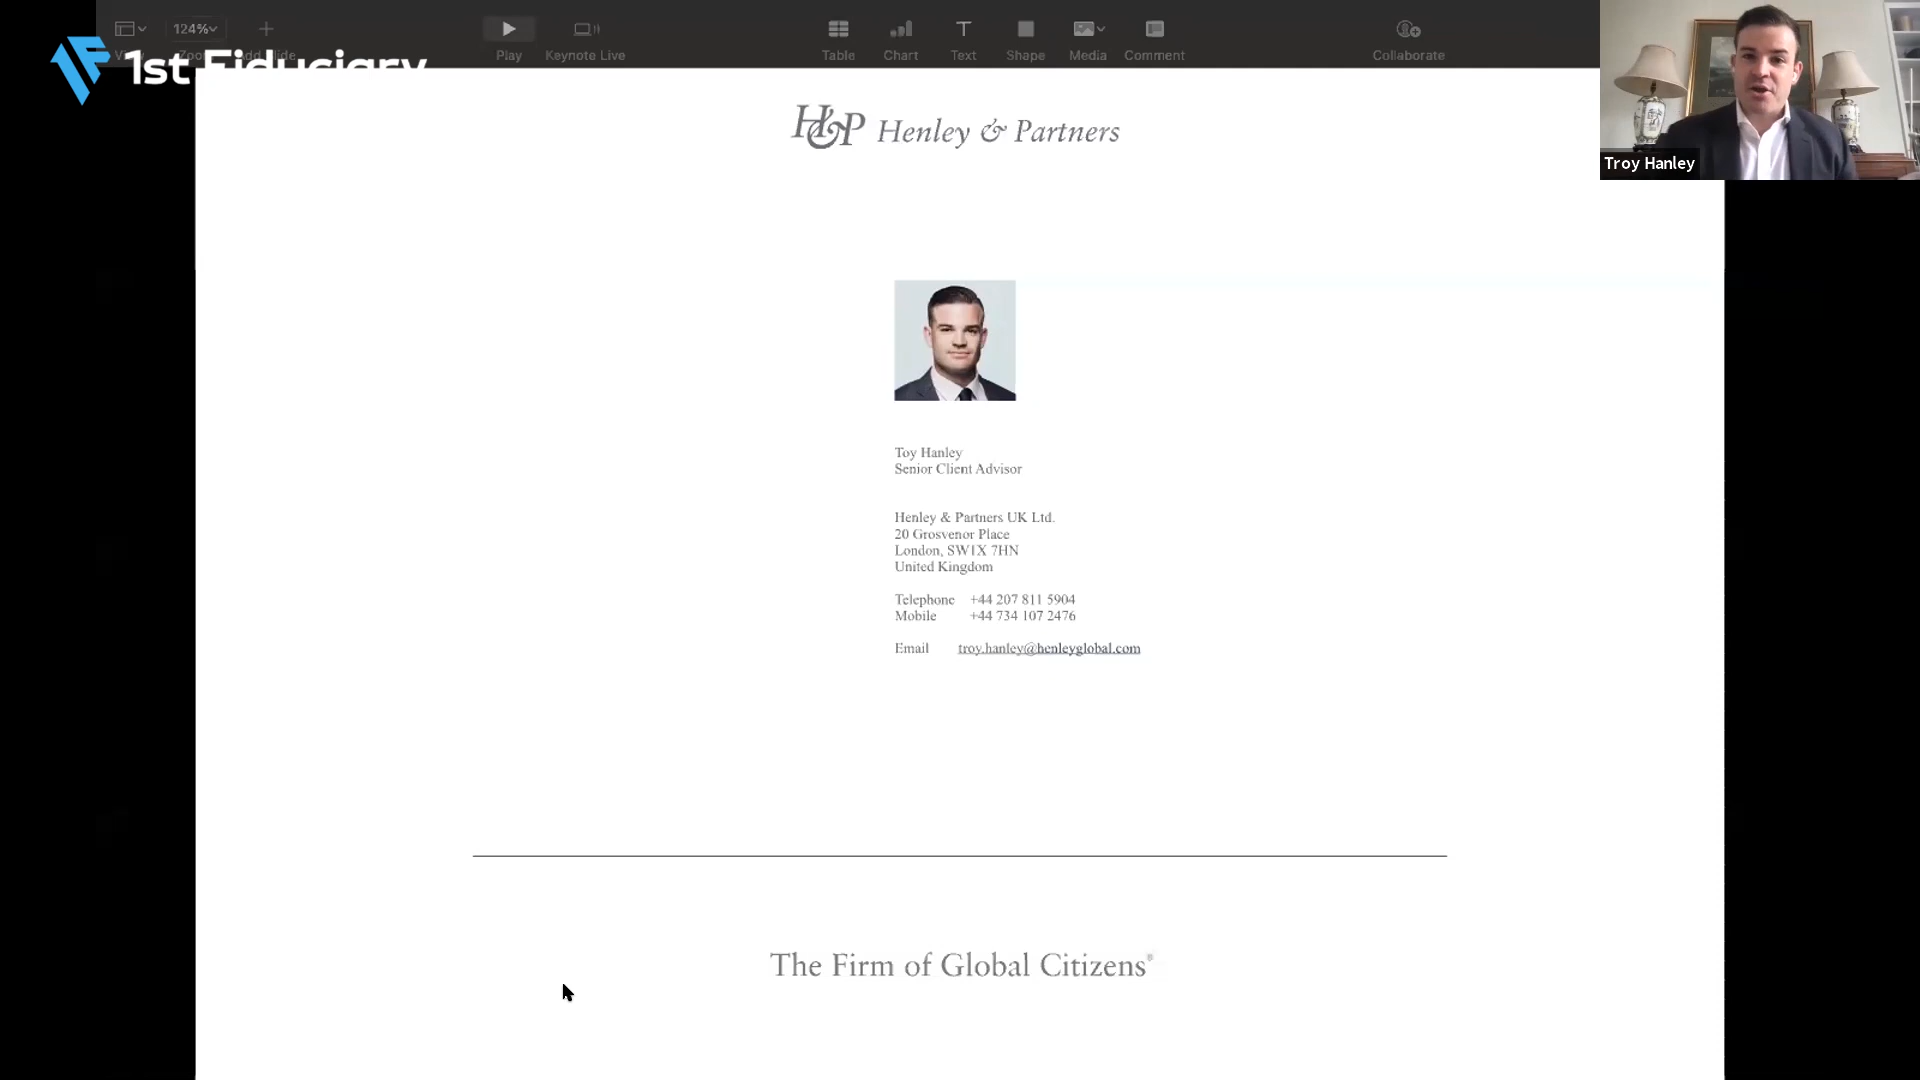 124%
Play
Keynote Live
Table
Chart
Text
Shape
Media
Comment
Collaborate
1st Fiduciary
Troy Hanley
H&P Henley & Partners
Toy Hanley
Senior Client Advisor
Henley & Partners UK Ltd.
20 Grosvenor Place
London, SW1X 7HN
United Kingdom
Telephone +44 207 811 5904
Mobile +44 734 107 2476
Email troy.hanley@henleyglobal.com
The Firm of Global Citizens®